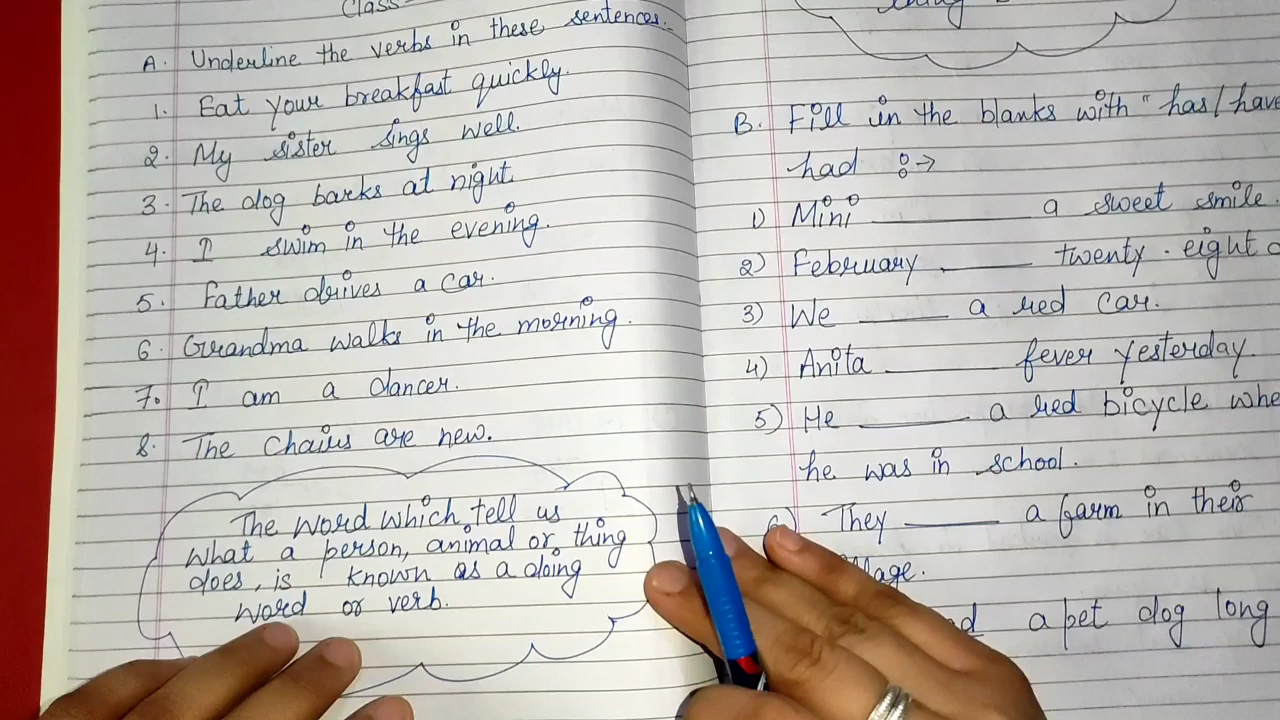 Class
A. Underline the verbs in these sentences.
1. Eat your breakfast quickly.
2. My sister sings well.
3. The dog barks at night.
4. I swim in the evening.
5. Father drives a car.
6. Grandma walks in the morning.
7. I am a dancer.
8. The Chairs are new.
The word which tell us
what a person, animal or thing
does, is known as a doing
word or verb.
B. Fill in the blanks with "has/have
had :->
1) Mini ______ a sweet smile.
2) February ______ twenty-eight
3) We ______ a red car.
4) Anita ______ fever yesterday.
5) He ______ a red bicycle whe
he was in school.
They ______ a farm in their
a pet dog long